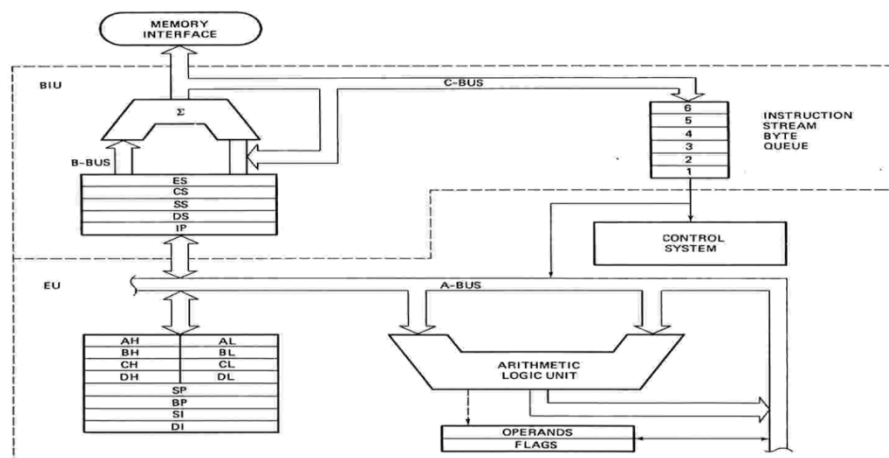 MEMORY
INTERFACE
BIU
C-BUS
Σ
B-BUS
6
5
4
3
2
1
INSTRUCTION
STREAM
BYTE
QUEUE
ES
CS
SS
DS
IP
CONTROL
SYSTEM
EU
A-BUS
AH AL
BH BL
CH CL
DH DL
SP
BP
SI
DI
ARITHMETIC
LOGIC UNIT
OPERANDS
FLAGS